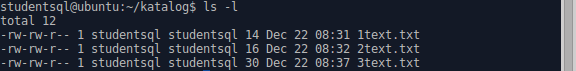 studentsql@ubuntu:~/katalog$ ls -l
total 12
-rw-rw-r-- 1 studentsql studentsql 14 Dec 22 08:31 1text.txt
-rw-rw-r-- 1 studentsql studentsql 16 Dec 22 08:32 2text.txt
-rw-rw-r-- 1 studentsql studentsql 30 Dec 22 08:37 3text.txt